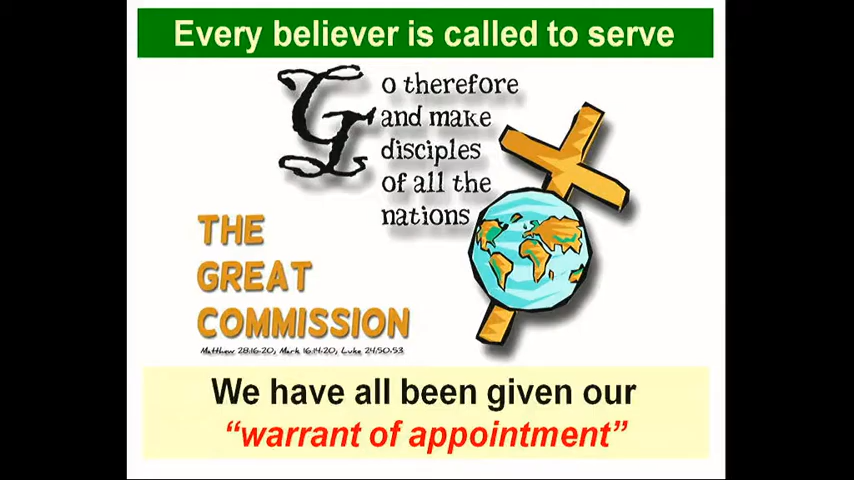 Every believer is called to serve
Go therefore
and make
disciples
of all the
nations
THE
GREAT
COMMISSION
Matthew 28:16-20, Mark 16:14-20, Luke 24:50-53
We have all been given our
“warrant of appointment”